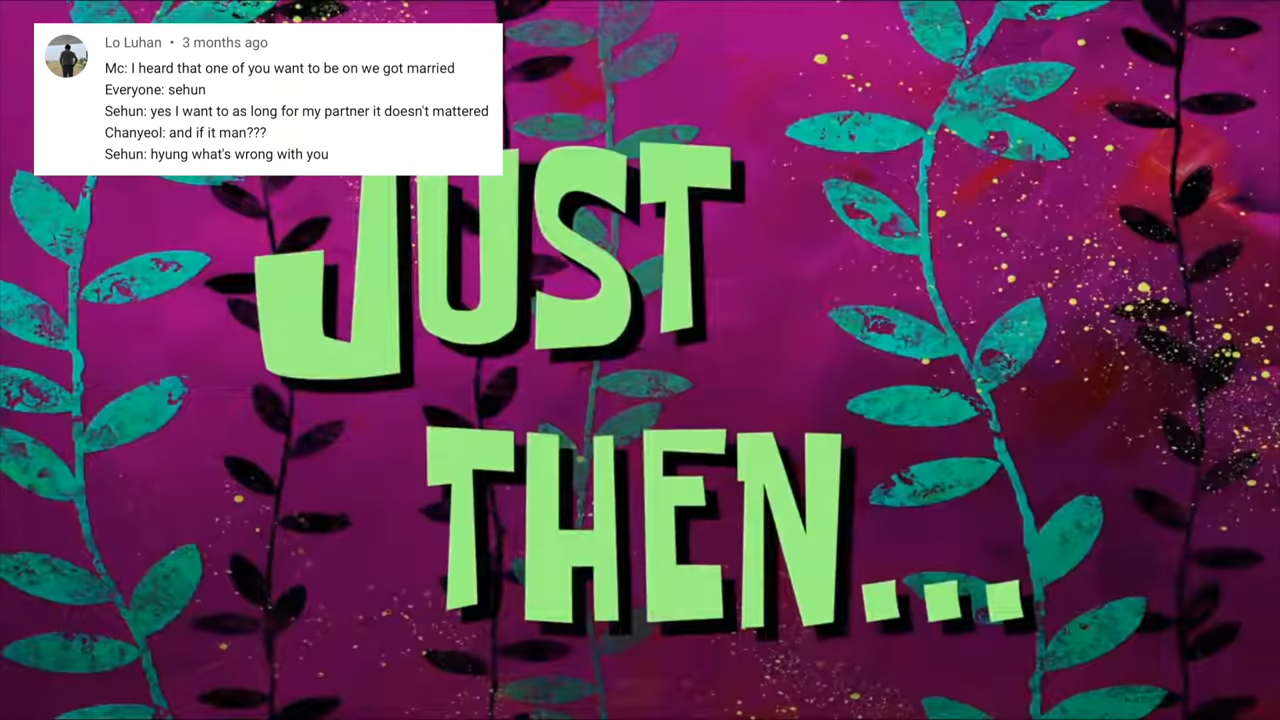 Lo Luhan • 3 months ago
Mc: I heard that one of you want to be on we got married
Everyone: sehun
Sehun: yes I want to as long for my partner it doesn't mattered
Chanyeol: and if it man???
Sehun: hyung what's wrong with you
JUST
THEN...